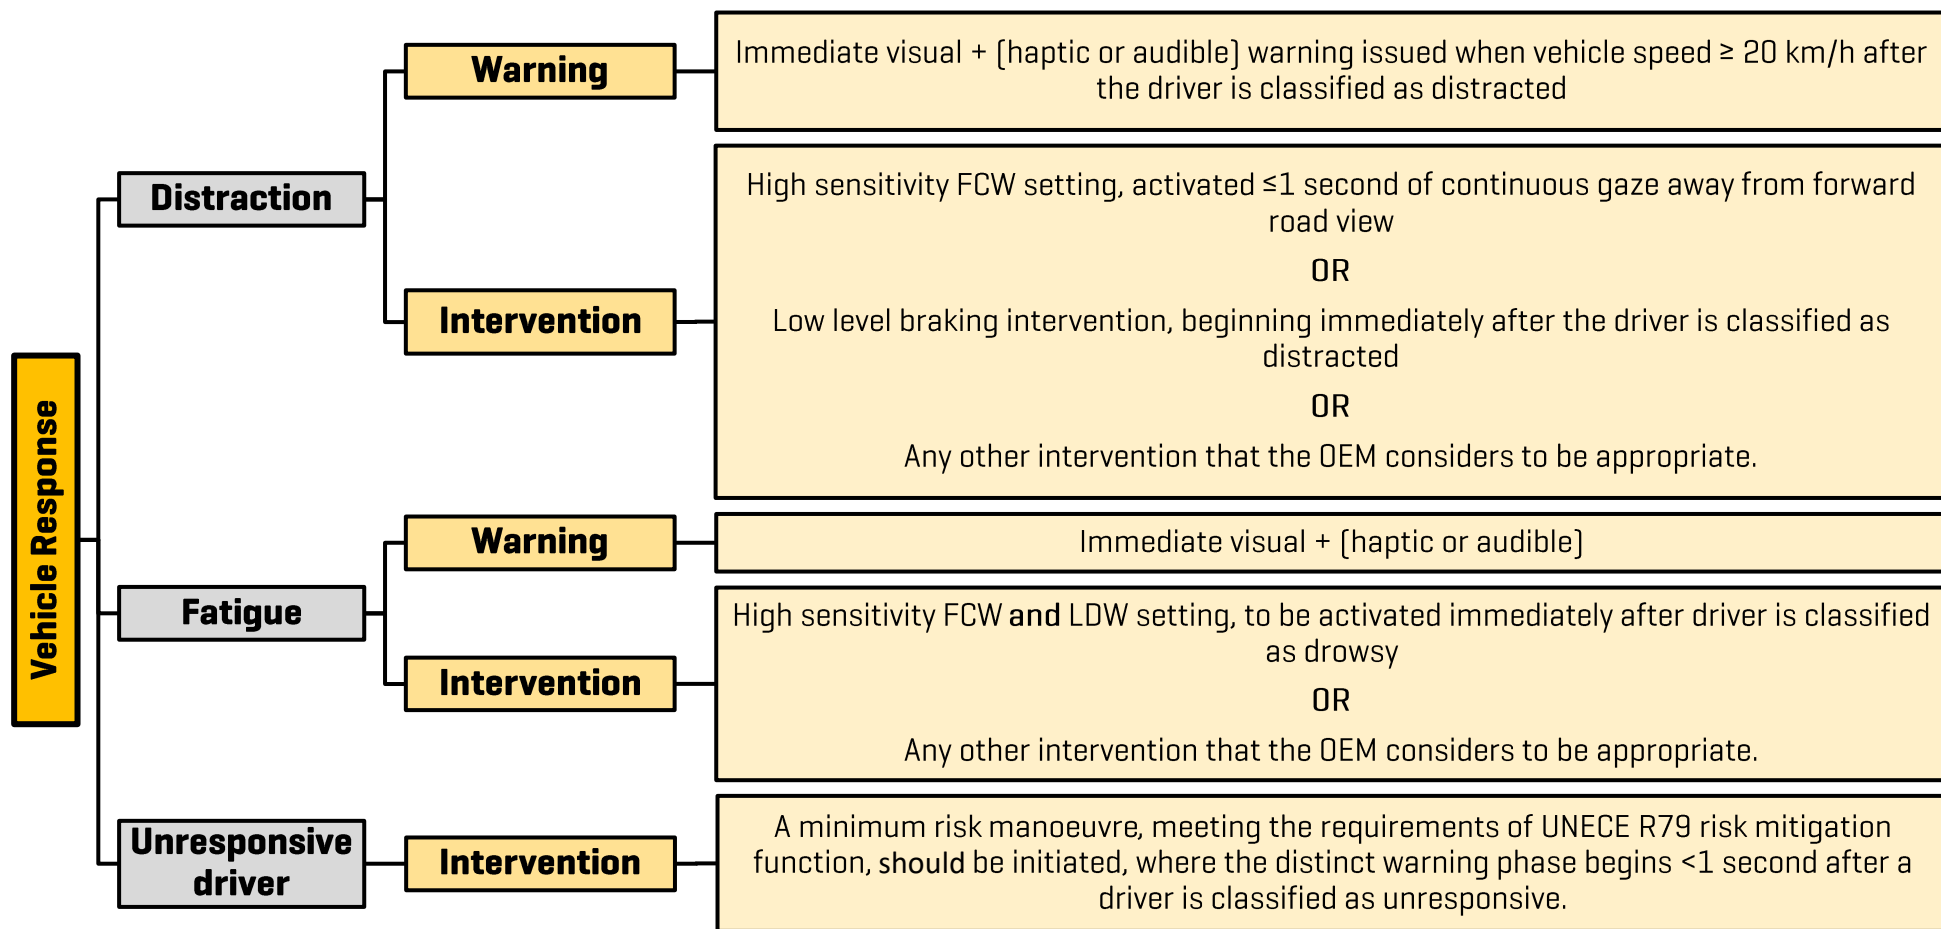 Vehicle Response
Distraction
Warning
Immediate visual + (haptic or audible) warning issued when vehicle speed ≥ 20 km/h after
the driver is classified as distracted
Intervention
High sensitivity FCW setting, activated ≤1 second of continuous gaze away from forward
road view
OR
Low level braking intervention, beginning immediately after the driver is classified as
distracted
OR
Any other intervention that the OEM considers to be appropriate.
Fatigue
Warning
Immediate visual + (haptic or audible)
Intervention
High sensitivity FCW and LDW setting, to be activated immediately after driver is classified
as drowsy
OR
Any other intervention that the OEM considers to be appropriate.
Unresponsive
driver
Intervention
A minimum risk manoeuvre, meeting the requirements of UNECE R79 risk mitigation
function, should be initiated, where the distinct warning phase begins <1 second after a
driver is classified as unresponsive.